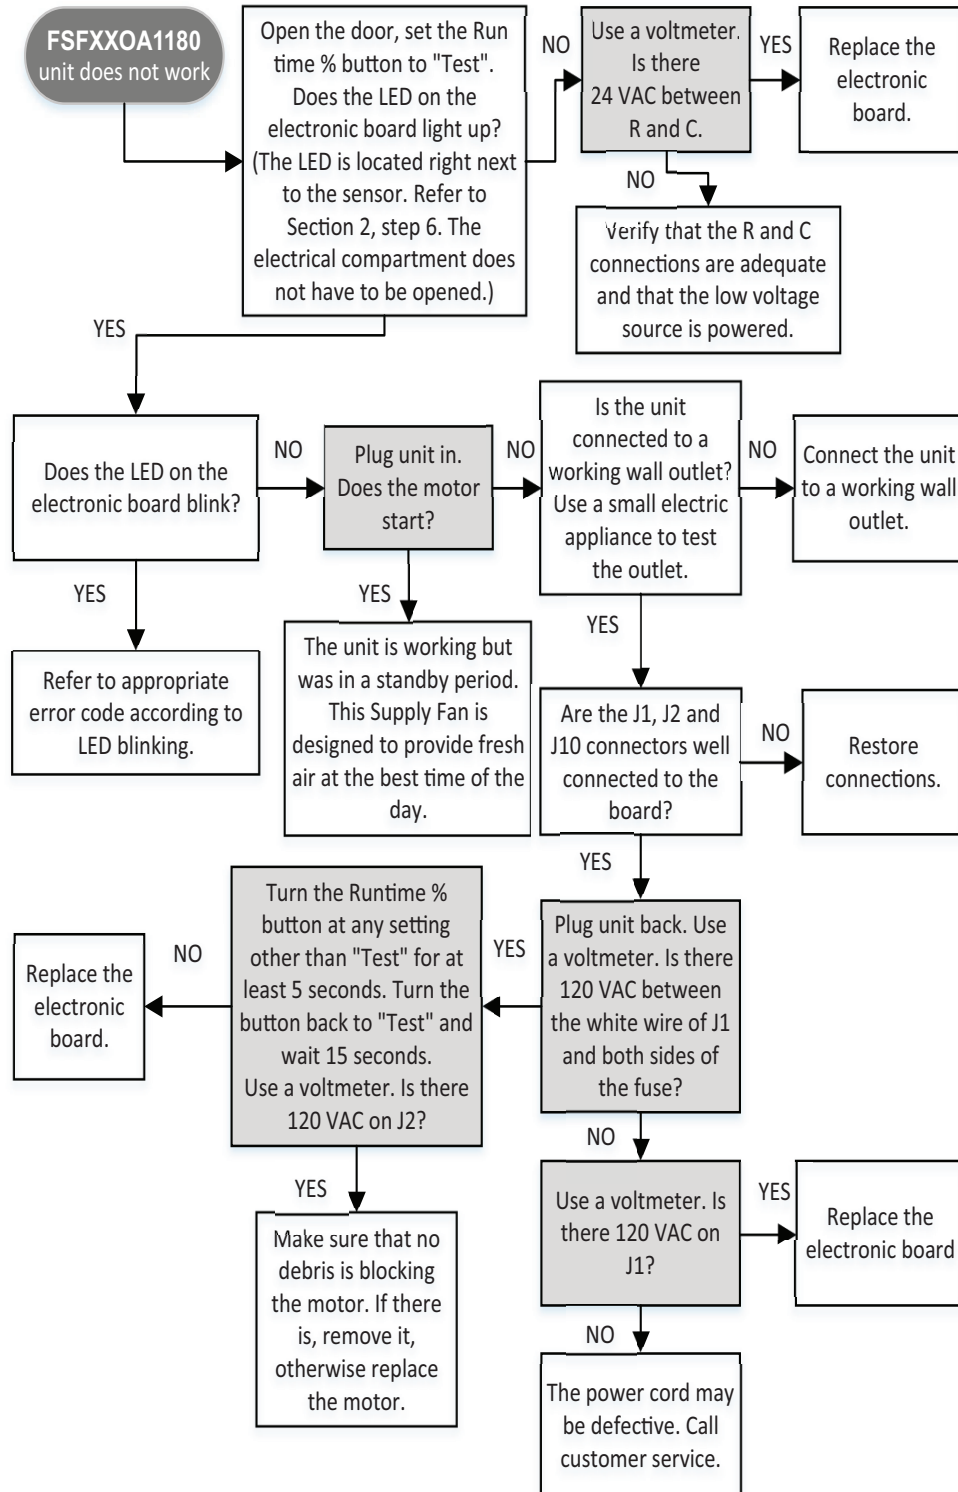 FSFXXOA1180
unit does not work
Open the door, set the Run
time % button to "Test".
Does the LED on the
electronic board light up?
(The LED is located right next
to the sensor. Refer to
Section 2, step 6. The
electrical compartment does
not have to be opened.)
NO
Use a voltmeter.
Is there
24 VAC between
R and C.
YES
Replace the
electronic
board.
NO
Verify that the R and C
connections are adequate
and that the low voltage
source is powered.
YES
Does the LED on the
electronic board blink?
NO
Plug unit in.
Does the motor
start?
NO
Is the unit
connected to a
working wall outlet?
Use a small electric
appliance to test
the outlet.
NO
Connect the unit
to a working wall
outlet.
YES
Refer to appropriate
error code according to
LED blinking.
YES
The unit is working but
was in a standby period.
This Supply Fan is
designed to provide fresh
air at the best time of the
day.
YES
Are the J1, J2 and
J10 connectors well
connected to the
board?
NO
Restore
connections.
YES
Plug unit back. Use
a voltmeter. Is there
120 VAC between
the white wire of J1
and both sides of
the fuse?
YES
Turn the Runtime %
button at any setting
other than "Test" for at
least 5 seconds. Turn the
button back to "Test" and
wait 15 seconds.
Use a voltmeter. Is there
120 VAC on J2?
NO
Replace the
electronic
board.
YES
Make sure that no
debris is blocking
the motor. If there
is, remove it,
otherwise replace
the motor.
NO
Use a voltmeter. Is
there 120 VAC on
J1?
YES
Replace the
electronic board
NO
The power cord may
be defective. Call
customer service.